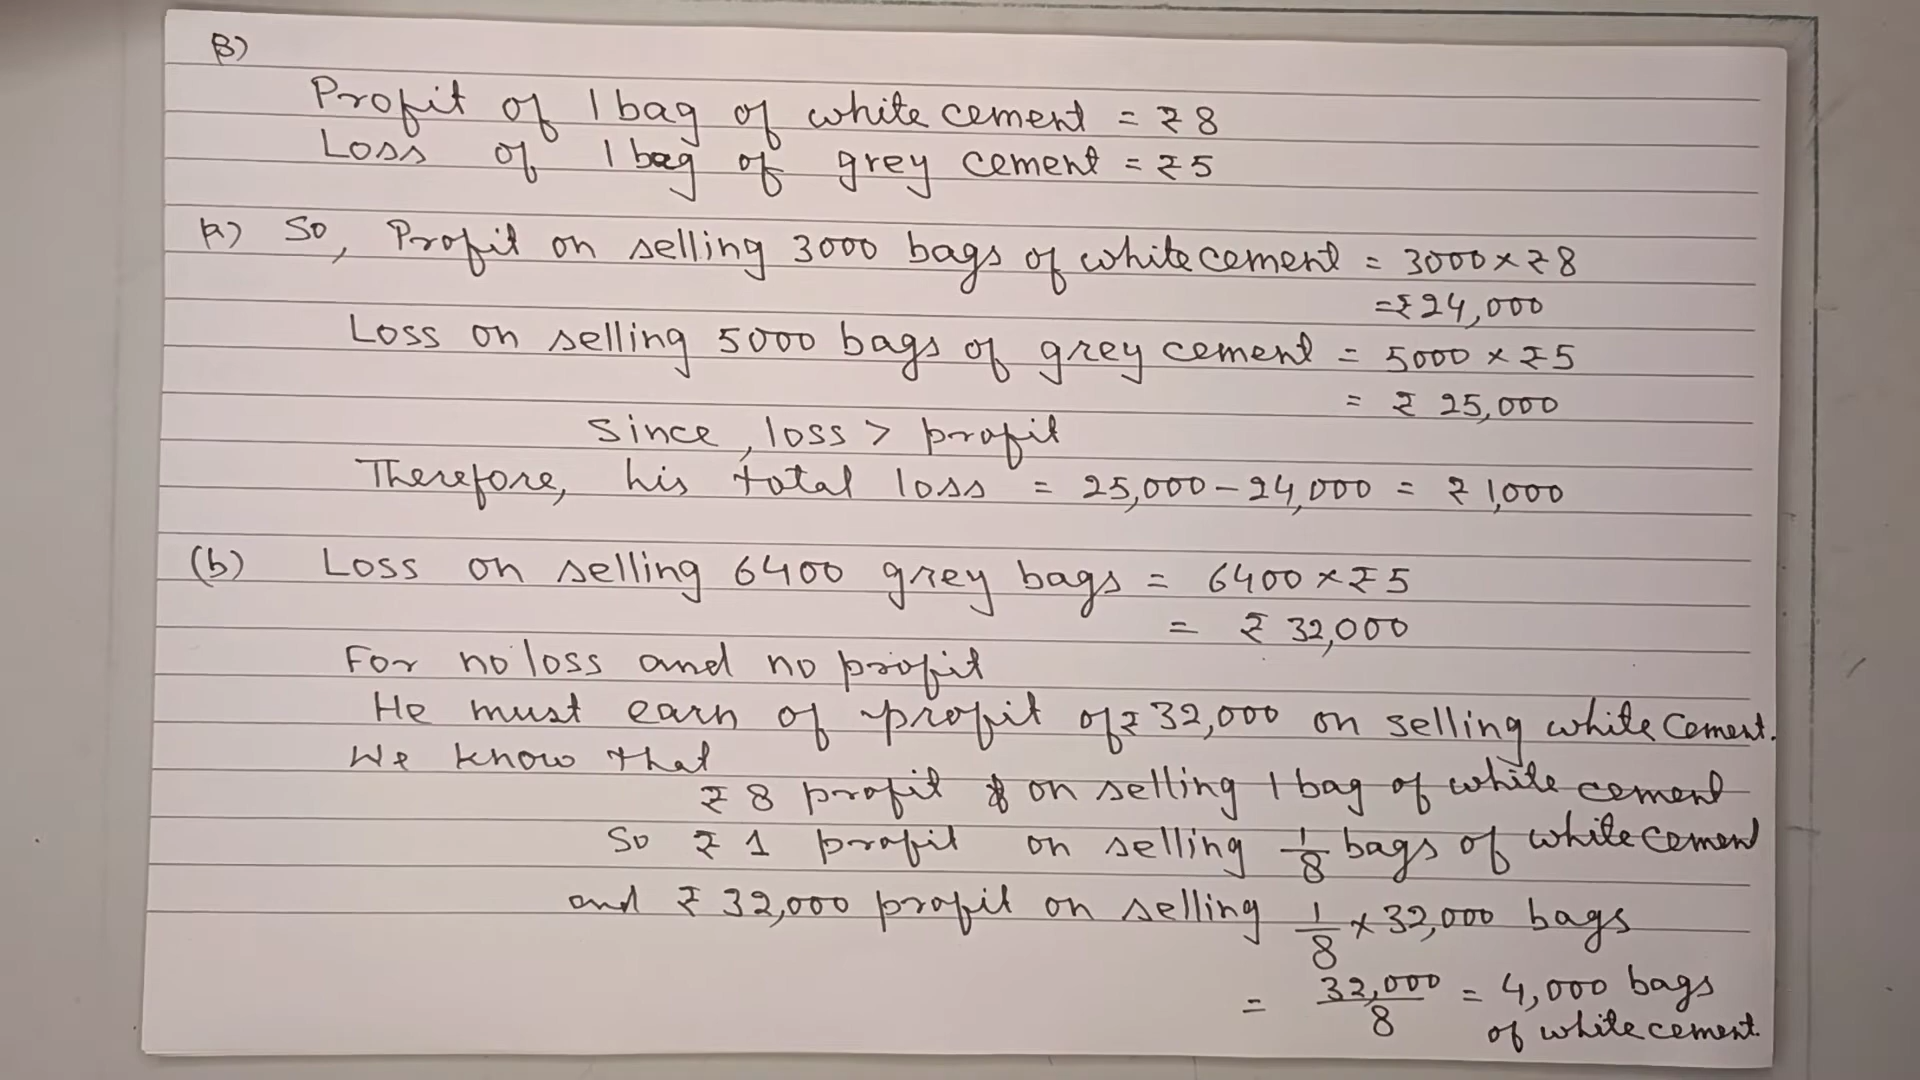 B)
Profit of 1 bag of white cement = ₹8
Loss of 1 bag of grey cement = ₹5
a) So, Profit on selling 3000 bags of white cement = 3000 × ₹8
= ₹24,000
Loss on selling 5000 bags of grey cement = 5000 × ₹5
= ₹ 25,000
Since, loss > profit
Therefore, his total loss = 25,000 – 24,000 = ₹ 1,000
(b) Loss on selling 6400 grey bags = 6400 × ₹5
= ₹ 32,000
For no loss and no profit
He must earn of profit of ₹ 32,000 on selling white cement.
We know that
₹ 8 profit on selling 1 bag of white cement
So ₹ 1 profit on selling 1/8 bags of white cement
and ₹ 32,000 profit on selling 1/8 × 32,000 bags
= 32,000/8 = 4,000 bags
of white cement.